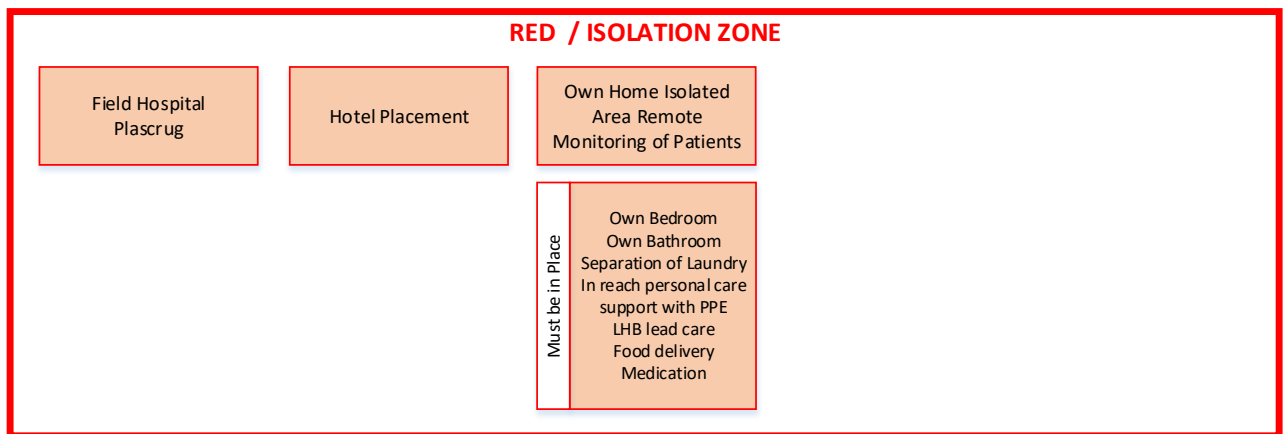 RED / ISOLATION ZONE
Field Hospital
Plascrug
Hotel Placement
Own Home Isolated
Area Remote
Monitoring of Patients
Must be in Place
Own Bedroom
Own Bathroom
Separation of Laundry
In reach personal care
support with PPE
LHB lead care
Food delivery
Medication